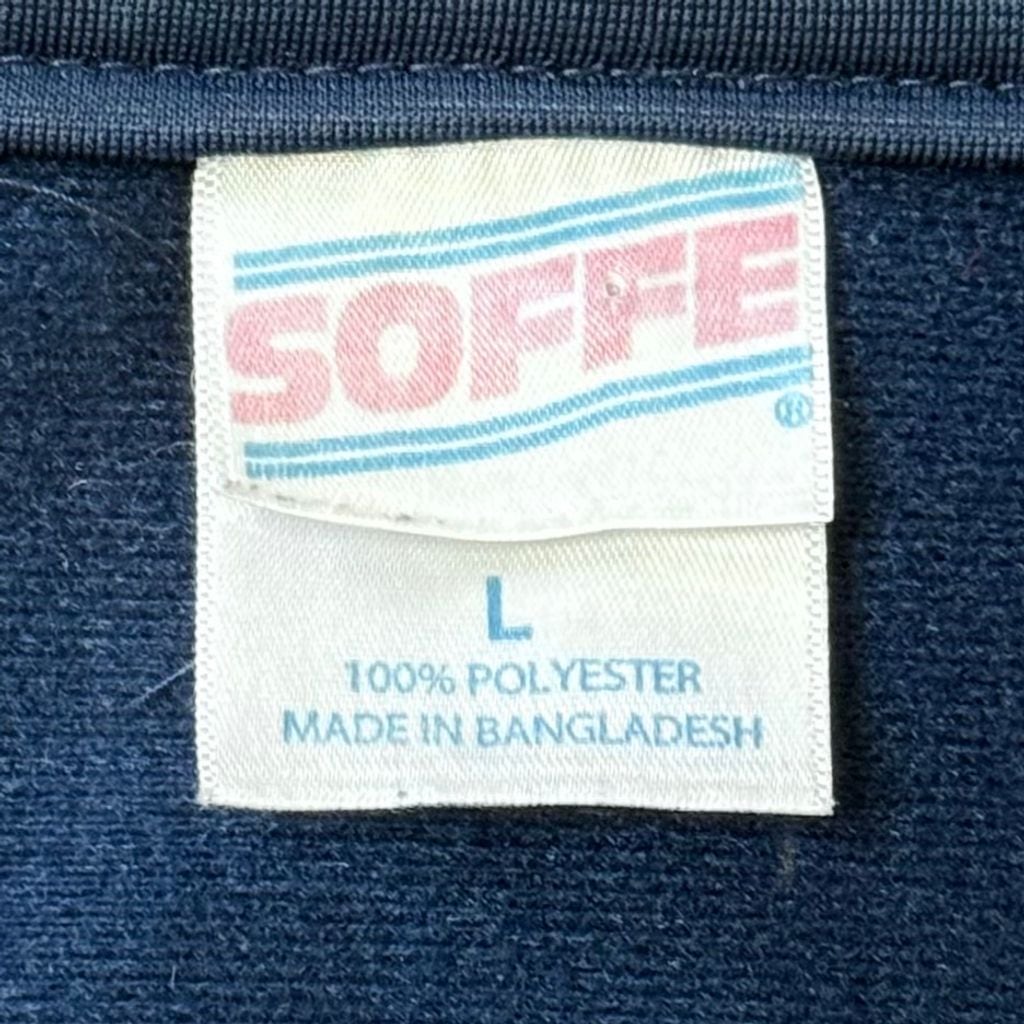 SOFFE
®
L
100% POLYESTER
MADE IN BANGLADESH